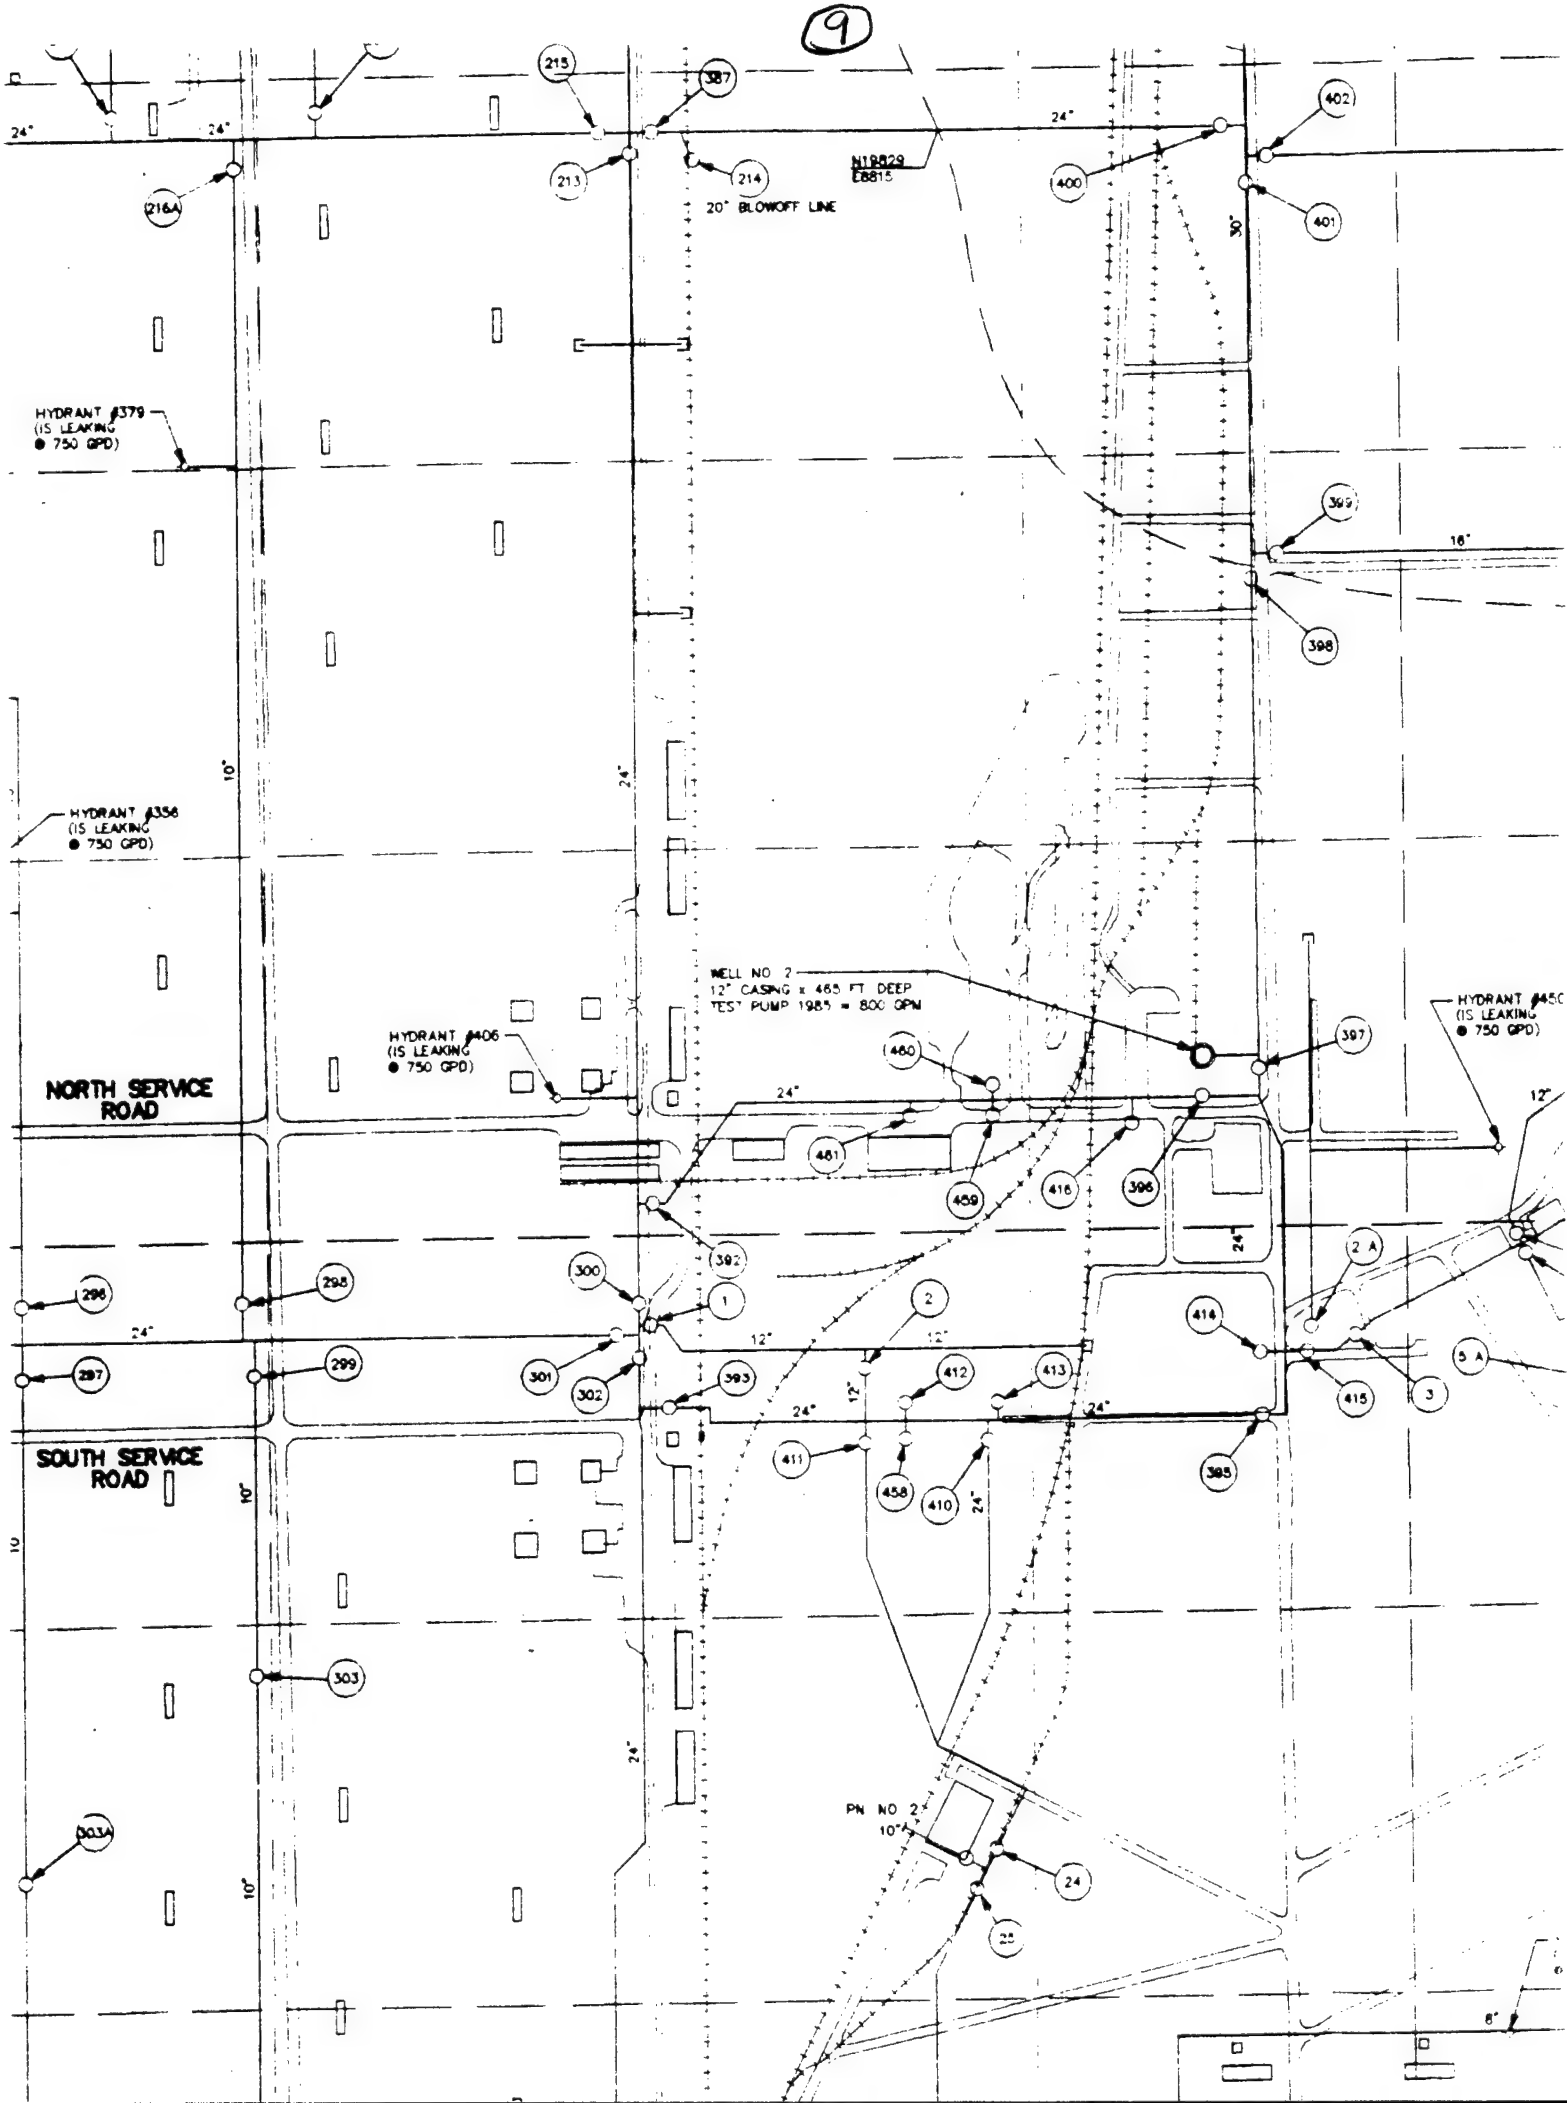 9
215
387
402
24"
24"
24"
216A
213
214
N19829
E8815
400
401
20" BLOWOFF LINE
30"
HYDRANT #379
(IS LEAKING
@ 750 GPD)
399
16"
398
10"
24"
HYDRANT #356
(IS LEAKING
@ 750 GPD)
WELL NO 2
12" CASING x 465 FT DEEP
TEST PUMP 1985 = 800 GPM
HYDRANT #450
(IS LEAKING
@ 750 GPD)
HYDRANT #406
(IS LEAKING
@ 750 GPD)
460
397
NORTH SERVICE
ROAD
24"
12"
461
459
416
396
24"
392
2 A
296
298
300
1
2
414
24"
12"
12"
297
299
301
302
393
12"
412
413
415
3
5 A
24"
24"
SOUTH SERVICE
ROAD
411
458
410
395
10"
24"
10
303
24"
PN NO 2
10"
303A
10"
24
25
8"